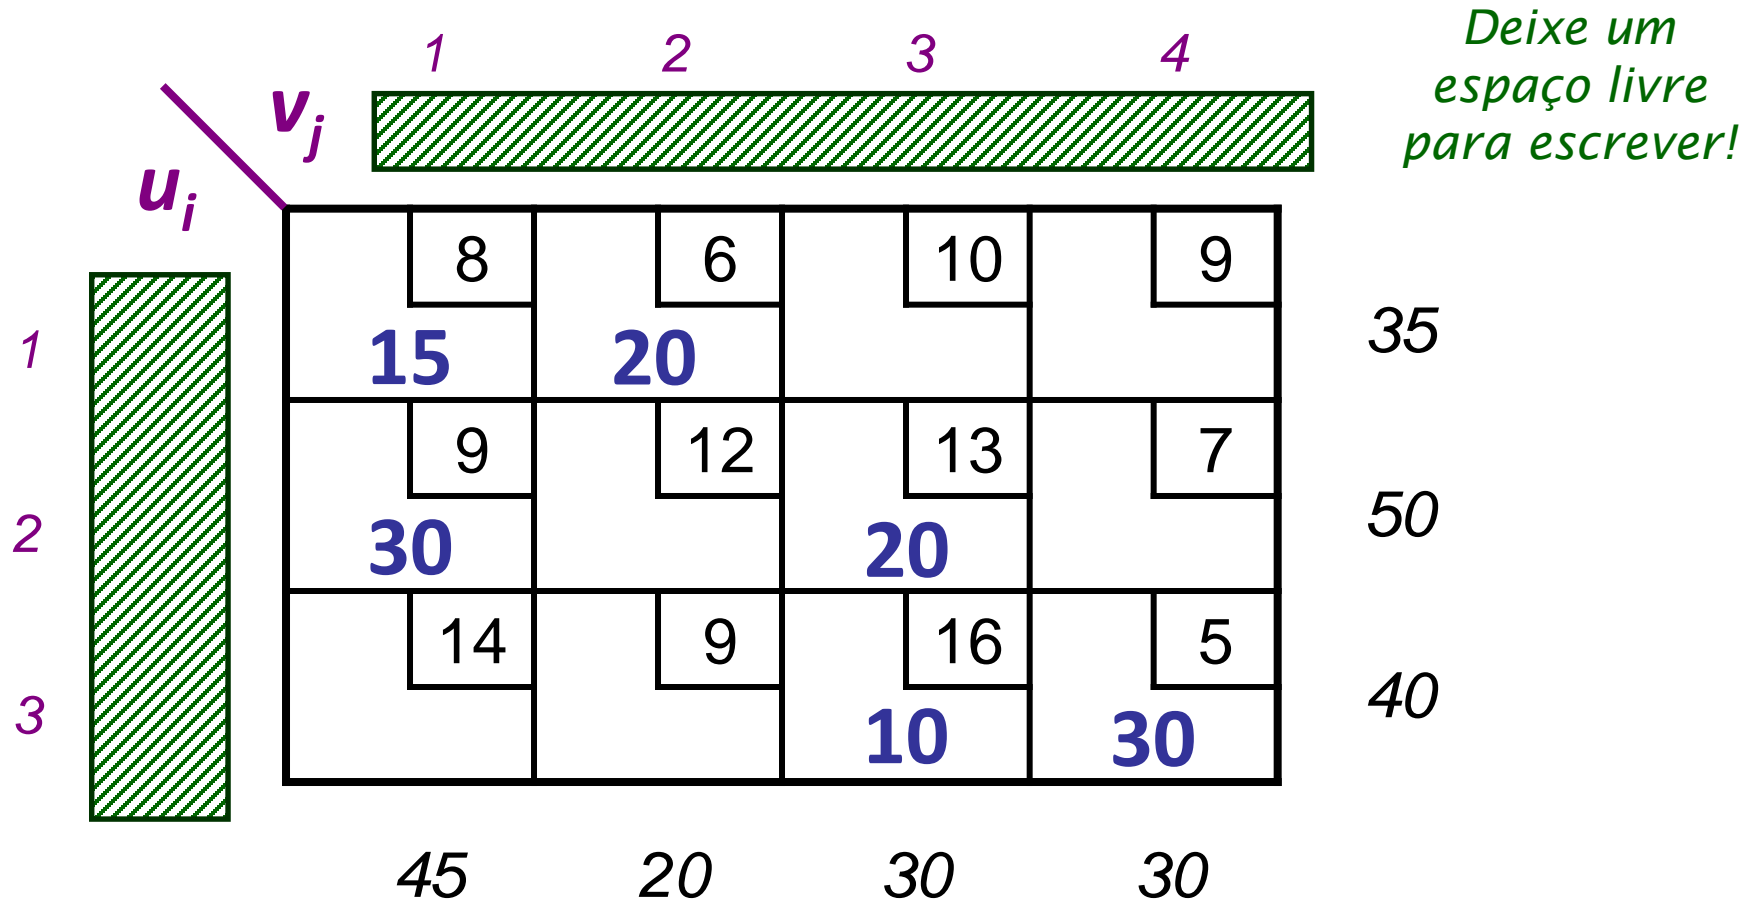 Deixe um
espaço livre
para escrever!
1 2 3 4
vj
ui
8 6 10 9
1 15 20 35
9 12 13 7
2 30 20 50
14 9 16 5
3 10 30 40
45 20 30 30